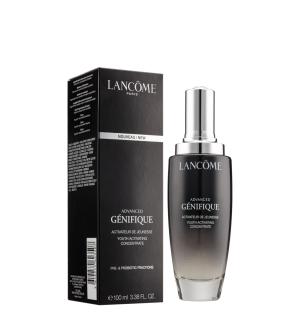 LANCÔME
PARIS
NOUVEAU | NEW
ADVANCED
GÉNIFIQUE
ACTIVATEUR DE JEUNESSE
YOUTH ACTIVATING
CONCENTRATE
PRE- & PROBIOTIC FRACTIONS
℮ 100 ml 3.38 FL. OZ.
LANCÔME
ADVANCED
GÉNIFIQUE
ACTIVATEUR DE JEUNESSE
YOUTH ACTIVATING
CONCENTRATE